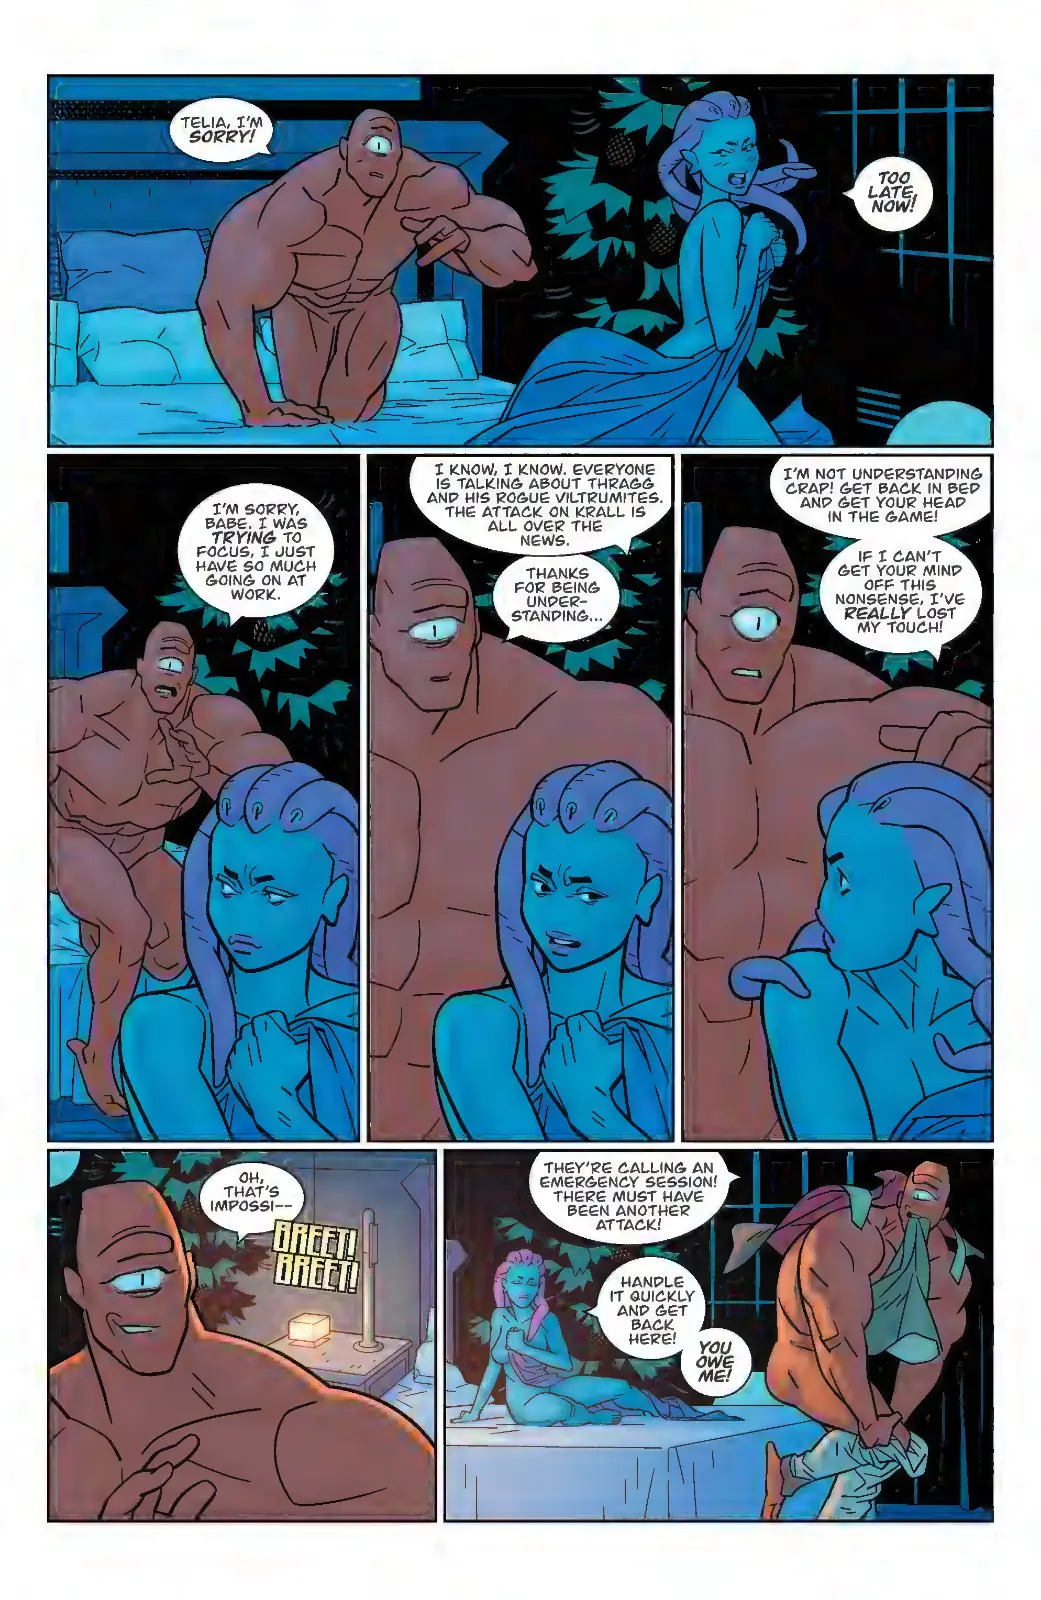 TELIA, I'M
SORRY!
TOO
LATE,
NOW!
I'M SORRY,
BABE. I WAS
TRYING TO
FOCUS, I JUST
HAVE SO MUCH
GOING ON AT
WORK.
I KNOW, I KNOW. EVERYONE
IS TALKING ABOUT THRAGG
AND HIS ROGUE VILTRUMITES.
THE ATTACK ON KRALL IS
ALL OVER THE
NEWS.
THANKS
FOR BEING
UNDER-
STANDING...
I'M NOT UNDERSTANDING
CRAP! GET BACK IN BED
AND GET YOUR HEAD
IN THE GAME!
IF I CAN'T
GET YOUR MIND
OFF THIS
NONSENSE, I'VE
REALLY LOST
MY TOUCH!
OH,
THAT'S
IMPOSSI--
BREET!
BREET!
THEY'RE CALLING AN
EMERGENCY SESSION!
THERE MUST HAVE
BEEN ANOTHER
ATTACK!
HANDLE
IT QUICKLY
AND GET
BACK
HERE!
YOU
OWE
ME!